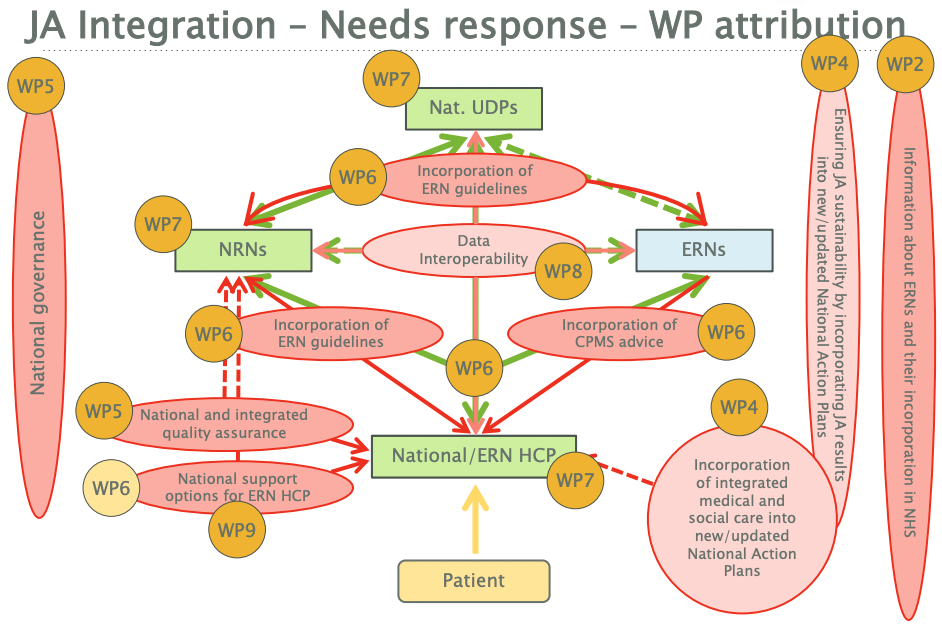 JA Integration – Needs response – WP attribution
WP5
WP7
WP4
WP2
Nat. UDPs
National governance
Ensuring JA sustainability by incorporating JA results
into new/updated National Action Plans
Information about ERNs and their incorporation in NHS
WP6
Incorporation of
ERN guidelines
WP7
NRNs
Data
Interoperability
WP8
ERNs
WP6
Incorporation of
ERN guidelines
WP6
Incorporation of
CPMS advice
WP6
WP5
National and integrated
quality assurance
WP4
National/ERN HCP
WP7
WP6
National support
options for ERN HCP
WP9
Incorporation
of integrated
medical and
social care into
new/updated
National Action
Plans
Patient